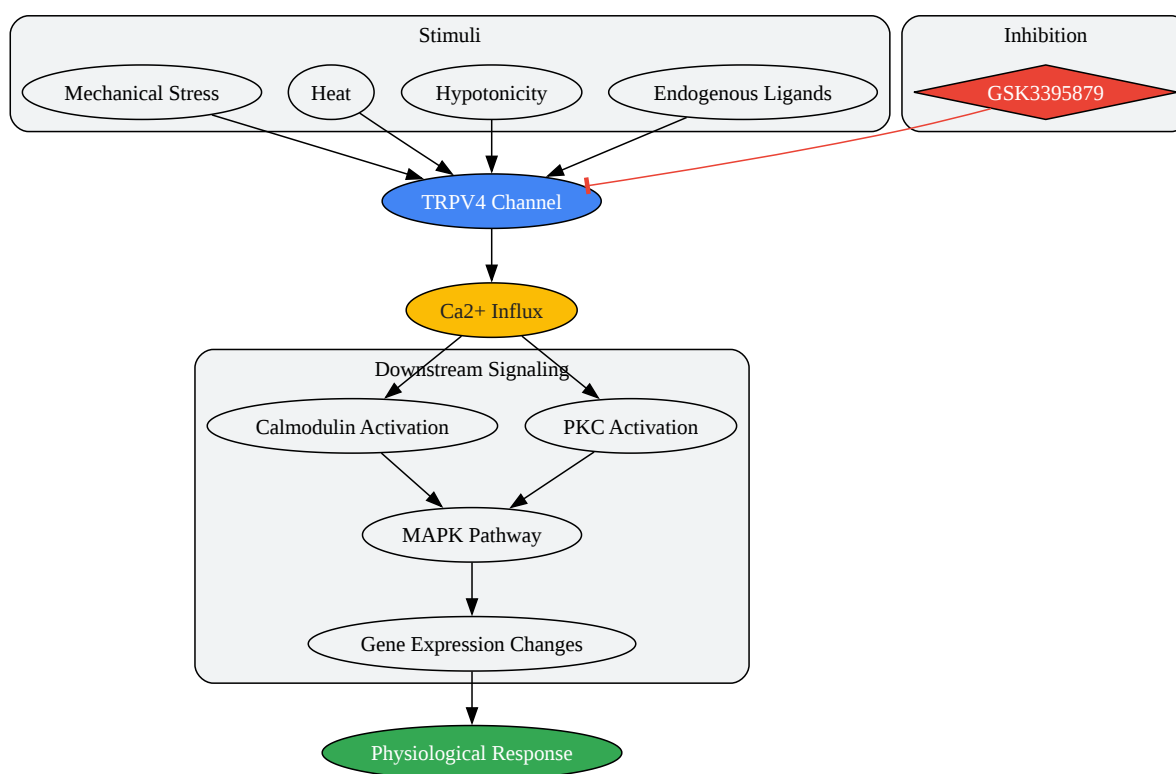 Stimuli
Inhibition
Mechanical Stress
Heat
Hypotonicity
Endogenous Ligands
GSK3395879
TRPV4 Channel
Ca2+ Influx
Downstream Signaling
Calmodulin Activation
PKC Activation
MAPK Pathway
Gene Expression Changes
Physiological Response